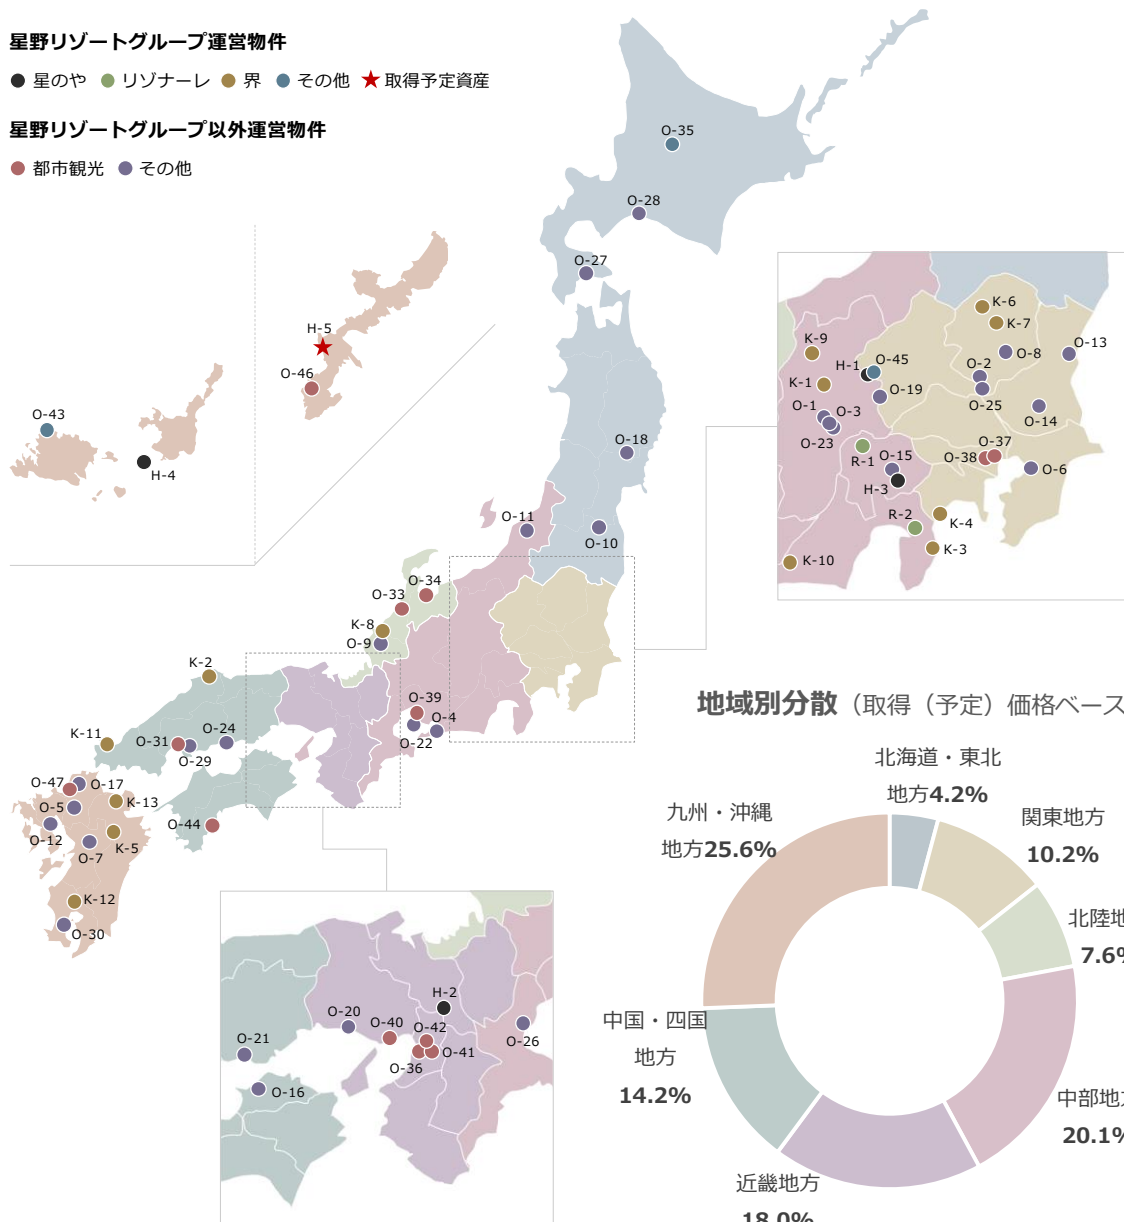 星野リゾートグループ運営物件
星のや リゾナーレ 界 その他 取得予定資産
星野リゾートグループ以外運営物件
都市観光 その他
O-35
O-28
O-27
H-5
O-46
O-43
H-4
O-18
O-11
O-10
O-34
O-33
K-8
O-9
K-2
O-39
O-4
O-22
K-11
O-31
O-24
O-29
O-47
O-17
O-5
K-13
O-12
O-7
K-5
O-44
K-12
O-30
K-6
K-7
K-9
O-13
O-8
H-1
O-45
O-2
K-1
O-19
O-25
O-1
O-3
O-14
O-23
O-37
R-1
O-15
O-38
O-6
H-3
R-2
K-4
K-3
K-10
H-2
O-20
O-40
O-42
O-26
O-21
O-36
O-41
O-16
地域別分散（取得（予定）価格ベース
北海道・東北
地方4.2%
関東地方
10.2%
北陸地
7.6%
中部地方
20.1%
近畿地方
18.0%
中国・四国
地方
14.2%
九州・沖縄
地方25.6%